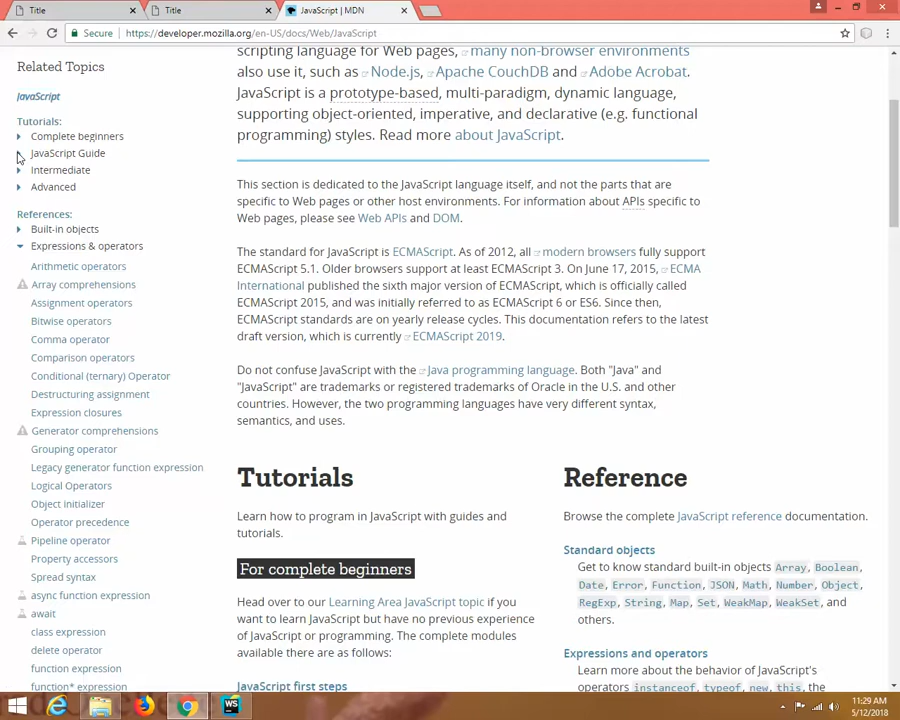 Title
Title
JavaScript | MDN
Secure
https://developer.mozilla.org/en-US/docs/Web/JavaScript
Related Topics
JavaScript
Tutorials:
Complete beginners
JavaScript Guide
Intermediate
Advanced
References:
Built-in objects
Expressions & operators
Arithmetic operators
Array comprehensions
Assignment operators
Bitwise operators
Comma operator
Comparison operators
Conditional (ternary) Operator
Destructuring assignment
Expression closures
Generator comprehensions
Grouping operator
Legacy generator function expression
Logical Operators
Object initializer
Operator precedence
Pipeline operator
Property accessors
Spread syntax
async function expression
await
class expression
delete operator
function expression
function* expression
scripting language for Web pages, many non-browser environments
also use it, such as Node.js, Apache CouchDB and Adobe Acrobat.
JavaScript is a prototype-based, multi-paradigm, dynamic language,
supporting object-oriented, imperative, and declarative (e.g. functional
programming) styles. Read more about JavaScript.
This section is dedicated to the JavaScript language itself, and not the parts that are
specific to Web pages or other host environments. For information about APIs specific to
Web pages, please see Web APIs and DOM.
The standard for JavaScript is ECMAScript. As of 2012, all modern browsers fully support
ECMAScript 5.1. Older browsers support at least ECMAScript 3. On June 17, 2015, ECMA
International published the sixth major version of ECMAScript, which is officially called
ECMAScript 2015, and was initially referred to as ECMAScript 6 or ES6. Since then,
ECMAScript standards are on yearly release cycles. This documentation refers to the latest
draft version, which is currently ECMAScript 2019.
Do not confuse JavaScript with the Java programming language. Both "Java" and
"JavaScript" are trademarks or registered trademarks of Oracle in the U.S. and other
countries. However, the two programming languages have very different syntax,
semantics, and uses.
Tutorials
Learn how to program in JavaScript with guides and
tutorials.
For complete beginners
Head over to our Learning Area JavaScript topic if you
want to learn JavaScript but have no previous experience
of JavaScript or programming. The complete modules
available there are as follows:
JavaScript first steps
Reference
Browse the complete JavaScript reference documentation.
Standard objects
Get to know standard built-in objects Array, Boolean,
Date, Error, Function, JSON, Math, Number, Object,
RegExp, String, Map, Set, WeakMap, WeakSet, and
others.
Expressions and operators
Learn more about the behavior of JavaScript's
operators instanceof, typeof, new, this, the
WS
11:29 AM
5/12/2018